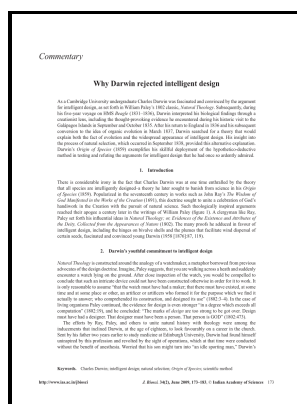 Commentary
Why Darwin rejected intelligent design
As a Cambridge University undergraduate Charles Darwin was fascinated and convinced by the argument
for intelligent design, as set forth in William Paley's 1802 classic, Natural Theology. Subsequently, during
his five-year voyage on HMS Beagle (1831–1836), Darwin interpreted his biological findings through a
creationist lens, including the thought-provoking evidence he encountered during his historic visit to the
Galápagos Islands in September and October 1835. After his return to England in 1836 and his subsequent
conversion to the idea of organic evolution in March 1837, Darwin searched for a theory that would
explain both the fact of evolution and the widespread appearance of intelligent design. His insight into
the process of natural selection, which occurred in September 1838, provided this alternative explanation.
Darwin's Origin of Species (1859) exemplifies his skillful deployment of the hypothetico-deductive
method in testing and refuting the arguments for intelligent design that he had once so ardently admired.
1. Introduction
There is considerable irony in the fact that Charles Darwin was at one time enthralled by the theory
that all species are intelligently designed–a theory he later sought to banish from science in his Origin
of Species (1859). Popularized in the seventeenth century in works such as John Ray's The Wisdom of
God Manifested in the Works of the Creation (1691), this doctrine sought to unite a celebration of God's
handiwork in the Creation with the pursuit of natural science. Such theologically inspired arguments
reached their apogee a century later in the writings of William Paley (figure 1). A clergyman like Ray,
Paley set forth his influential ideas in Natural Theology: or, Evidences of the Existence and Attributes of
the Deity, Collected from the Appearances of Nature (1802). The many proofs he adduced in favour of
intelligent design, including the hinges on bivalve shells and the plumes that facilitate wind dispersal of
certain seeds, fascinated and convinced young Darwin (1958 [1876]:87, 119).
2. Darwin's youthful commitment to intelligent design
Natural Theology is constructed around the analogy of a watchmaker, a metaphor borrowed from previous
advocates of the design doctrine. Imagine, Paley suggests, that you are walking across a heath and suddenly
encounter a watch lying on the ground. After close inspection of the watch, you would be compelled to
conclude that such an intricate device could not have been constructed otherwise in order for it to work. It
is only reasonable to assume "that the watch must have had a maker; that there must have existed, at some
time and at some place or other, an artificer or artificers who formed it for the purpose which we find it
actually to answer; who comprehended its construction, and designed its use" (1802:3–4). In the case of
living organisms Paley continued, the evidence for design is even stronger "in a degree which exceeds all
computation" (1802:19), and he concluded: "The marks of design are too strong to be got over. Design
must have had a designer. That designer must have been a person. That person is GOD" (1802:473).
The efforts by Ray, Paley, and others to unite natural history with theology were among the
inducements that inclined Darwin, at the age of eighteen, to look favourably on a career in the church.
Sent by his father two years earlier to study medicine at Edinburgh University, Darwin had found himself
uninspired by this profession and revolted by the sight of operations, which at that time were conducted
without the benefit of anaesthesia. Worried that his son might turn into "an idle sporting man," Darwin's
Keywords. Charles Darwin; intelligent design; natural selection; Origin of Species; scientific method
http://www.ias.ac.in/jbiosci J. Biosci. 34(2), June 2009, 173–183, © Indian Academy of Sciences 173